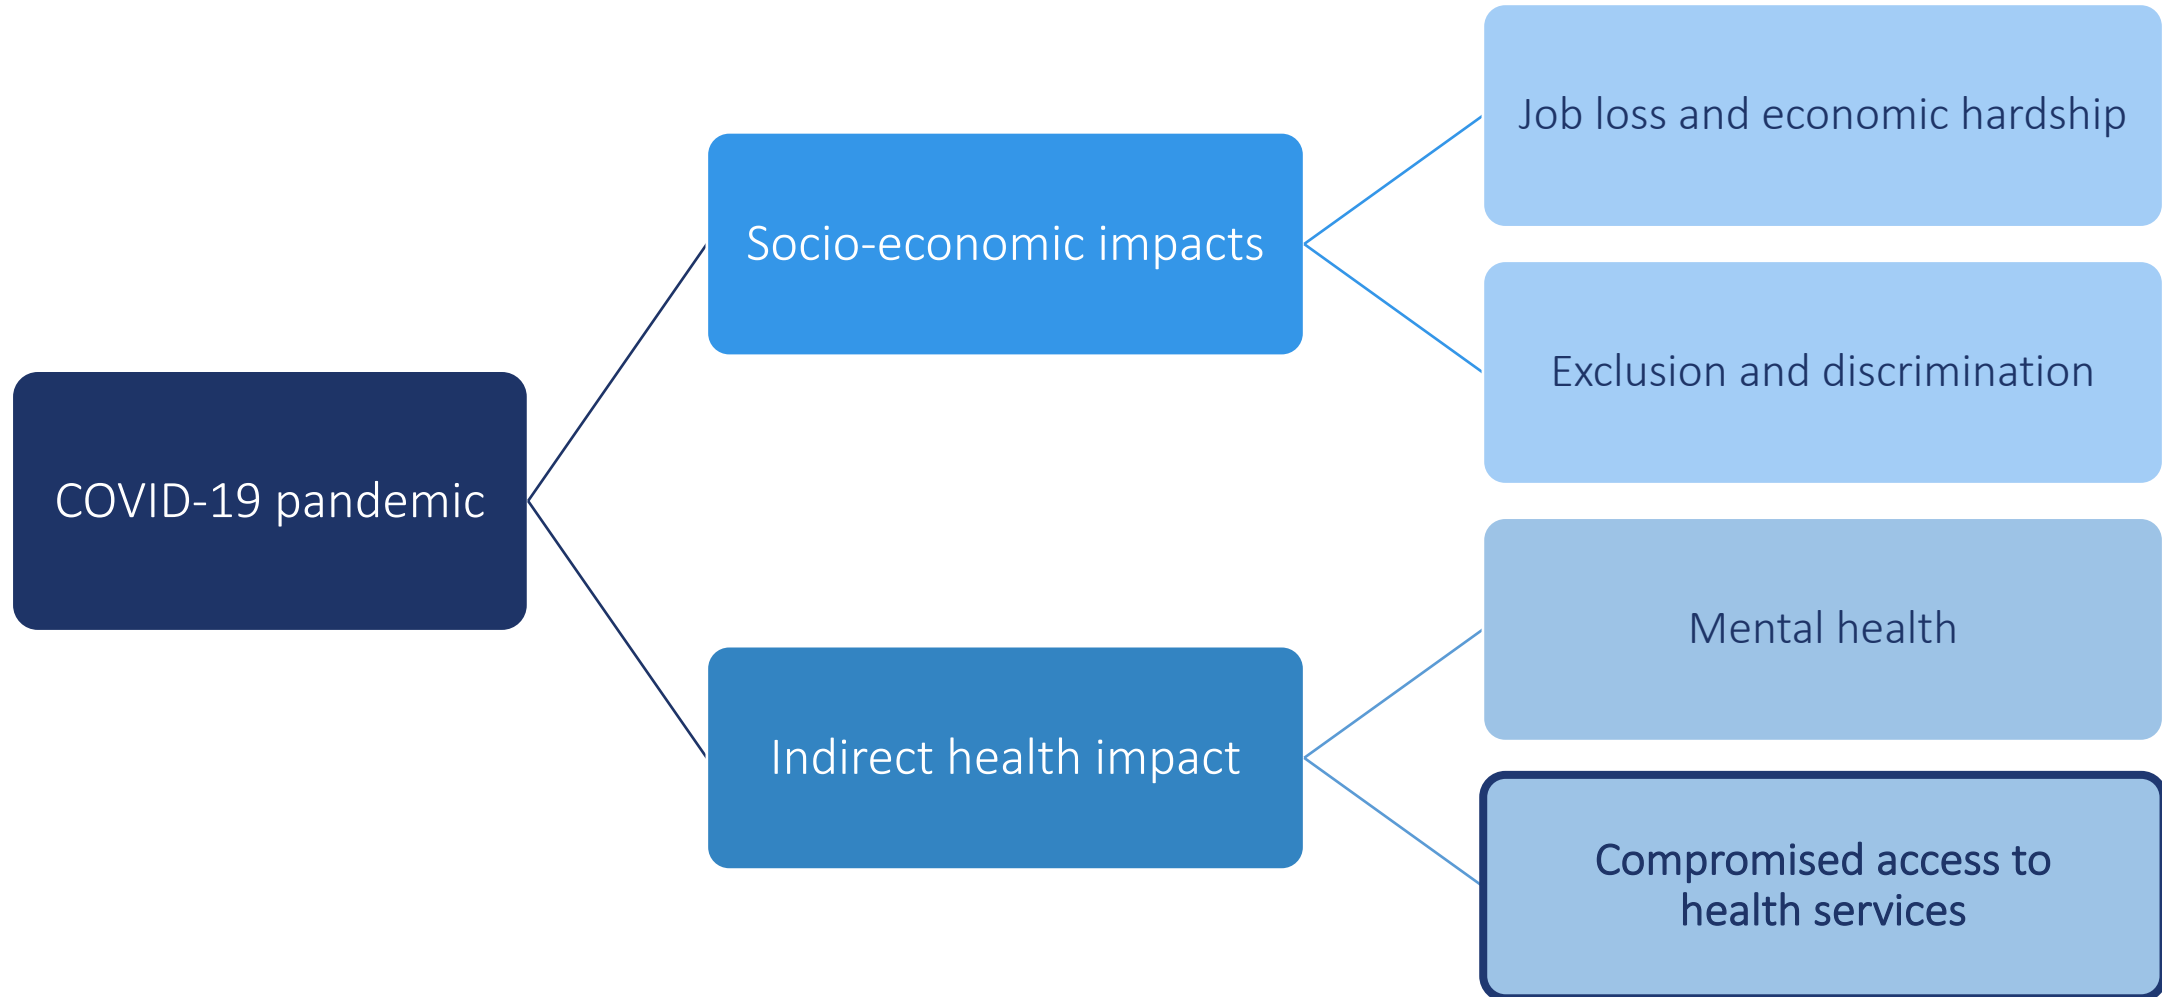 COVID-19 pandemic
Socio-economic impacts
Job loss and economic hardship
Exclusion and discrimination
Indirect health impact
Mental health
Compromised access to
health services